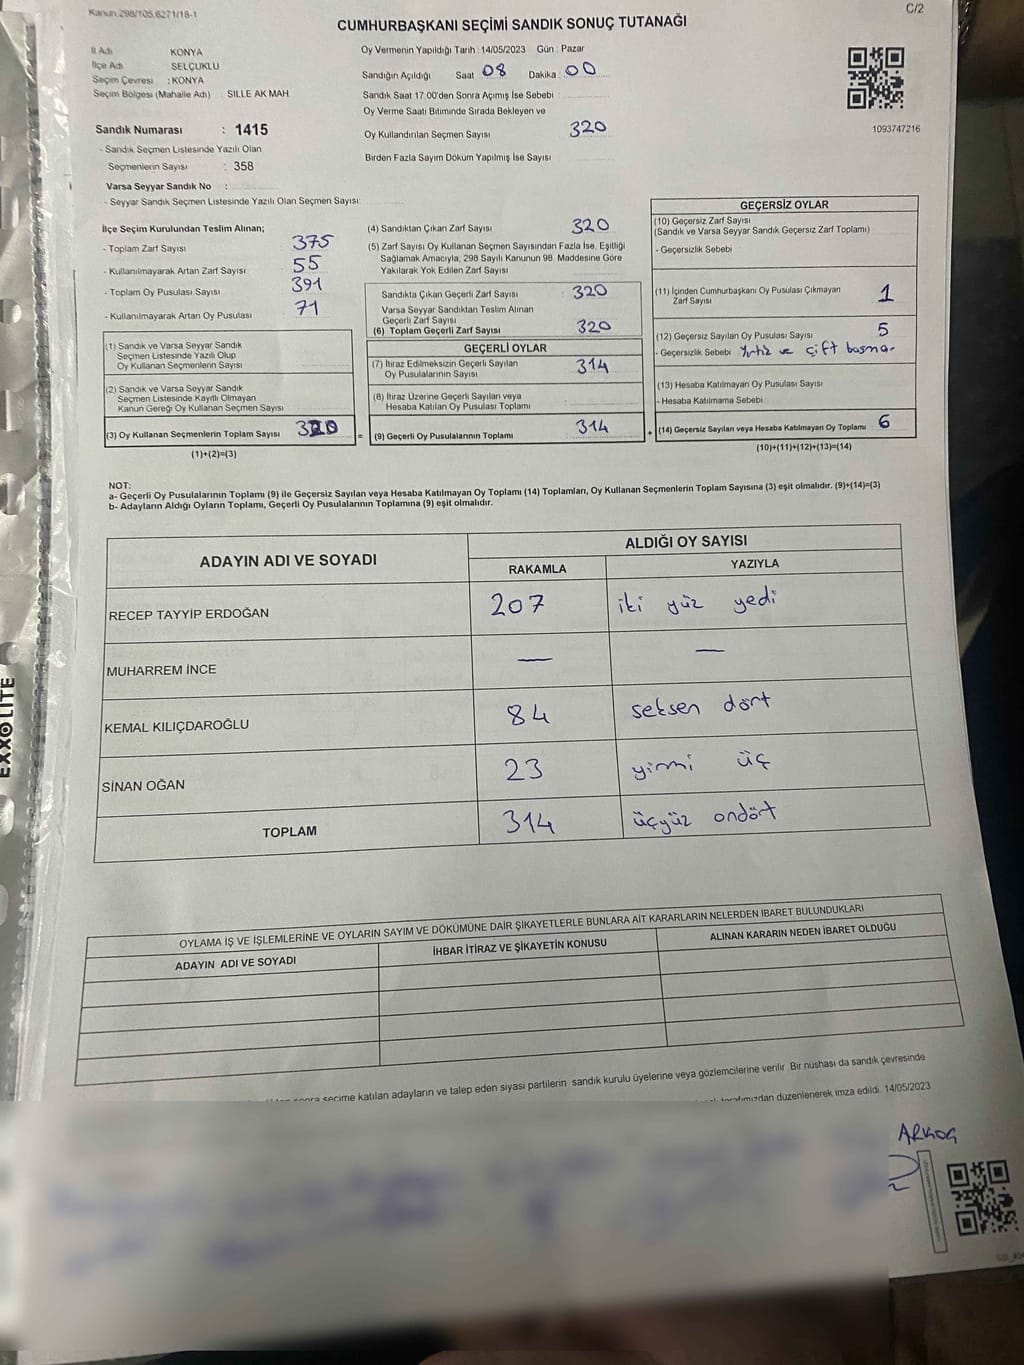 Kanun 298/105,6271/18-1
C/2
CUMHURBAŞKANI SEÇİMİ SANDIK SONUÇ TUTANAĞI
İl Adı KONYA
İlçe Adı SELÇUKLU
Seçim Çevresi : KONYA
Seçim Bölgesi (Mahalle Adı) SILLE AK MAH.
Sandık Numarası : 1415
- Sandık Seçmen Listesinde Yazılı Olan
Seçmenlerin Sayısı : 358
Varsa Seyyar Sandık No :
- Seyyar Sandık Seçmen Listesinde Yazılı Olan Seçmen Sayısı:
Oy Vermenin Yapıldığı Tarih : 14/05/2023 Gün : Pazar
Sandığın Açıldığı Saat 08 Dakika 00
Sandık Saat 17.00'den Sonra Açımış İse Sebebi
Oy Verme Saati Bitiminde Sırada Bekleyen ve
Oy Kullandırılan Seçmen Sayısı 320
Birden Fazla Sayım Döküm Yapılmış İse Sayısı
1093747216
İlçe Seçim Kurulundan Teslim Alınan;
- Toplam Zarf Sayısı 375
- Kullanılmayarak Artan Zarf Sayısı 55
- Toplam Oy Pusulası Sayısı 391
- Kullanılmayarak Artan Oy Pusulası 71
(1) Sandık ve Varsa Seyyar Sandık
Seçmen Listesinde Yazılı Olup
Oy Kullanan Seçmenlerin Sayısı
(2) Sandık ve Varsa Seyyar Sandık
Seçmen Listesinde Kayıtlı Olmayan
Kanun Gereği Oy Kullanan Seçmen Sayısı
(3) Oy Kullanan Seçmenlerin Toplam Sayısı 320
(1)+(2)=(3)
(4) Sandıktan Çıkan Zarf Sayısı 320
(5) Zarf Sayısı Oy Kullanan Seçmen Sayısından Fazla İse, Eşitliği
Sağlamak Amacıyla, 298 Sayılı Kanunun 98. Maddesine Göre
Yakılarak Yok Edilen Zarf Sayısı
Sandıkta Çıkan Geçerli Zarf Sayısı 320
Varsa Seyyar Sandıktan Teslim Alınan
Geçerli Zarf Sayısı
(6) Toplam Geçerli Zarf Sayısı 320
GEÇERLİ OYLAR
(7) İtiraz Edilmeksizin Geçerli Sayılan
Oy Pusulalarının Sayısı 314
(8) İtiraz Üzerine Geçerli Sayılan veya
Hesaba Katılan Oy Pusulası Toplamı
= (9) Geçerli Oy Pusulalarının Toplamı 314
GEÇERSİZ OYLAR
(10) Geçersiz Zarf Sayısı
(Sandık ve Varsa Seyyar Sandık Geçersiz Zarf Toplamı)
- Geçersizlik Sebebi
(11) İçinden Cumhurbaşkanı Oy Pusulası Çıkmayan
Zarf Sayısı 1
(12) Geçersiz Sayılan Oy Pusulası Sayısı 5
- Geçersizlik Sebebi Yırtık ve çift basma.
(13) Hesaba Katılmayan Oy Pusulası Sayısı
- Hesaba Katılmama Sebebi
+ (14) Geçersiz Sayılan veya Hesaba Katılmayan Oy Toplamı 6
(10)+(11)+(12)+(13)=(14)
NOT:
a- Geçerli Oy Pusulalarının Toplamı (9) ile Geçersiz Sayılan veya Hesaba Katılmayan Oy Toplamı (14) Toplamları, Oy Kullanan Seçmenlerin Toplam Sayısına (3) eşit olmalıdır. (9)+(14)=(3)
b- Adayların Aldığı Oyların Toplamı, Geçerli Oy Pusulalarının Toplamına (9) eşit olmalıdır.
ADAYIN ADI VE SOYADI ALDIĞI OY SAYISI
RAKAMLA YAZIYLA
RECEP TAYYİP ERDOĞAN 207 iki yüz yedi
MUHARREM İNCE — —
KEMAL KILIÇDAROĞLU 84 seksen dört
SİNAN OĞAN 23 yirmi üç
TOPLAM 314 üçyüz ondört
OYLAMA İŞ VE İŞLEMLERİNE VE OYLARIN SAYIM VE DÖKÜMÜNE DAİR ŞİKAYETLERLE BUNLARA AİT KARARLARIN NELERDEN İBARET BULUNDUKLARI
ADAYIN ADI VE SOYADI İHBAR İTİRAZ VE ŞİKAYETİN KONUSU ALINAN KARARIN NEDEN İBARET OLDUĞU
sonra seçime katılan adayların ve talep eden siyasi partilerin sandık kurulu üyelerine veya gözlemcilerine verilir Bir nüshası da sandık çevresinde
tarafımızdan düzenlenerek imza edildi. 14/05/2023
EXXOLITE